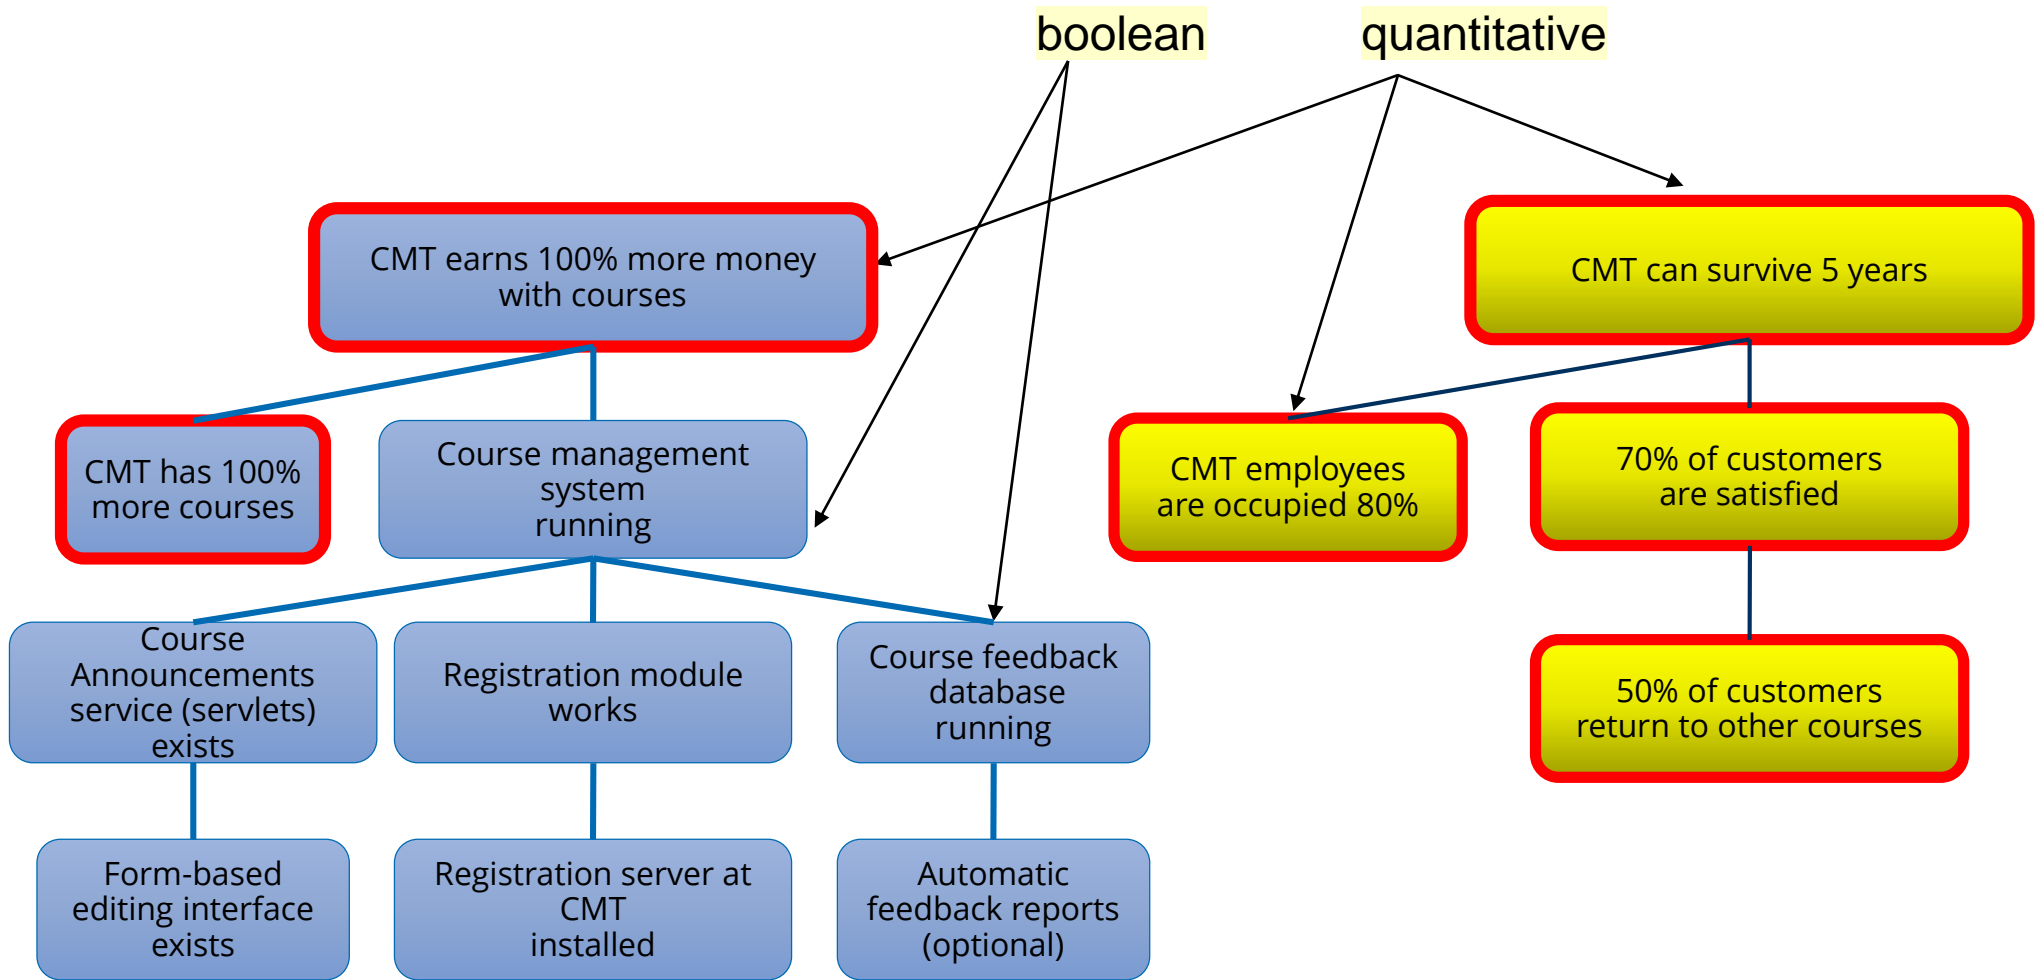 boolean
quantitative
CMT earns 100% more money
with courses
CMT can survive 5 years
CMT has 100%
more courses
Course management
system
running
CMT employees
are occupied 80%
70% of customers
are satisfied
Course
Announcements
service (servlets)
exists
Registration module
works
Course feedback
database
running
50% of customers
return to other courses
Form-based
editing interface
exists
Registration server at
CMT
installed
Automatic
feedback reports
(optional)